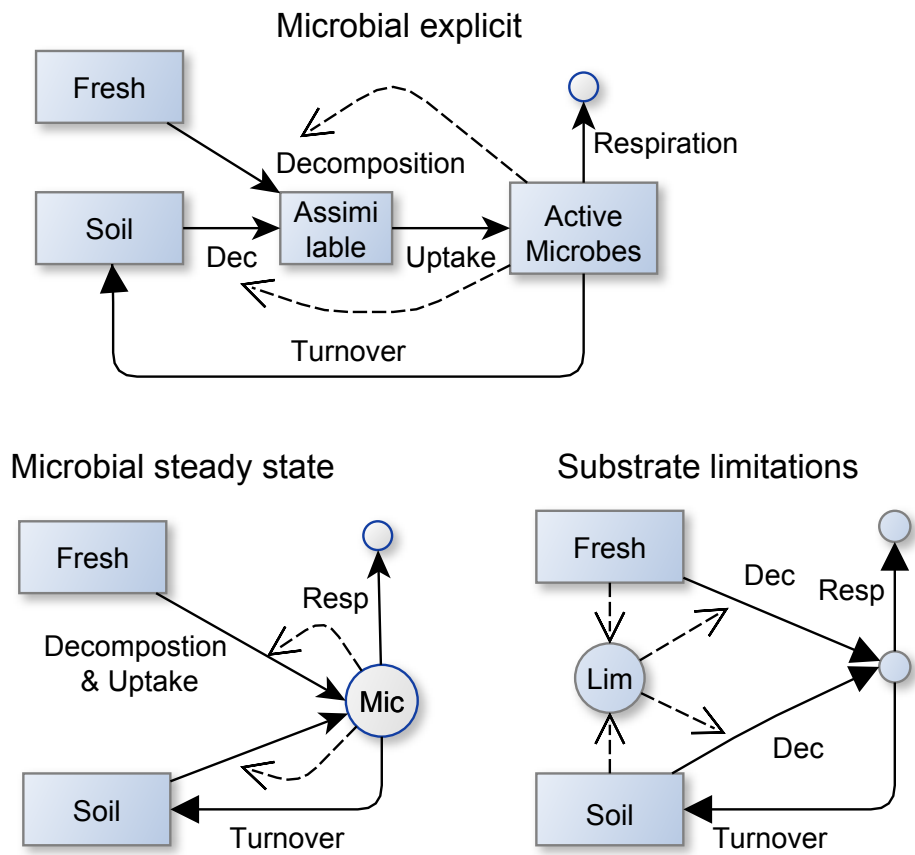 Microbial explicit
Fresh
Decomposition
Respiration
Soil
Dec
Assimi
lable
Uptake
Active
Microbes
Turnover
Microbial steady state
Fresh
Resp
Decompostion
& Uptake
Mic
Soil
Turnover
Substrate limitations
Fresh
Dec
Resp
Lim
Dec
Soil
Turnover